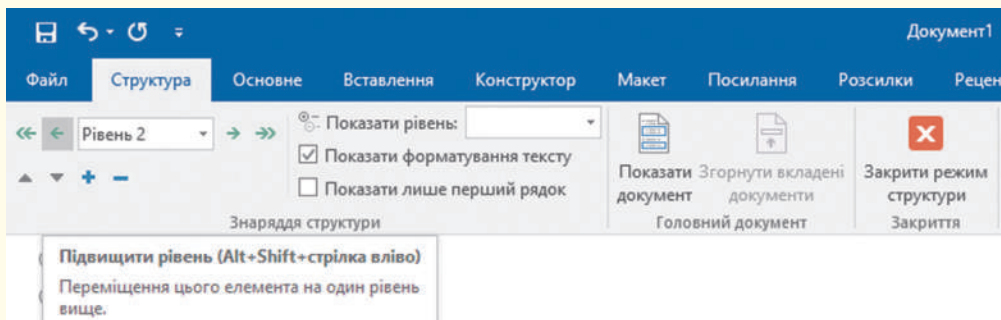 Документ1
Файл Структура Основне Вставлення Конструктор Макет Посилання Розсилки Рецен
Рівень 2
Показати рівень:
Показати форматування тексту
Показати лише перший рядок
Знаряддя структури
Показати документ
Згорнути вкладені документи
Головний документ
Закрити режим структури
Закриття
Підвищити рівень (Alt+Shift+стрілка вліво)
Переміщення цього елемента на один рівень
вище.